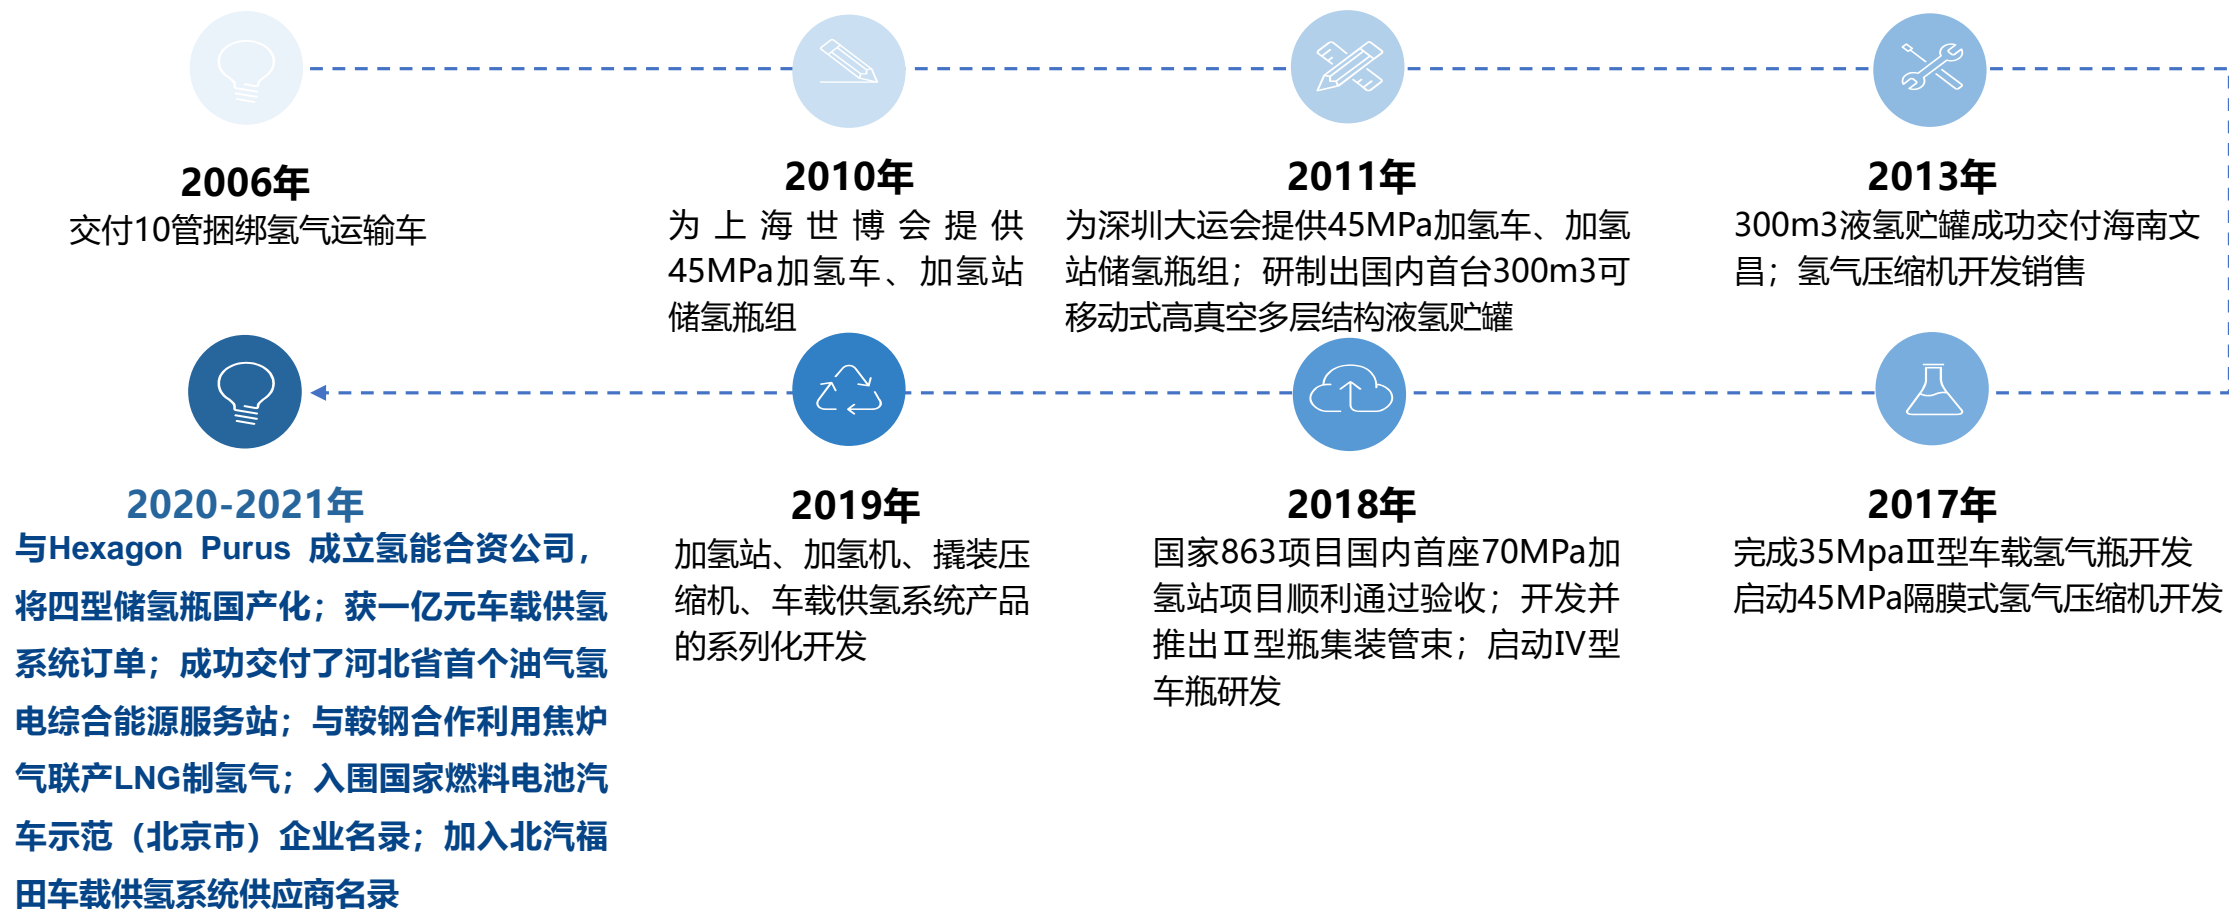 2006年
交付10管捆绑氢气运输车
2010年
为上海世博会提供
45MPa加氢车、加氢站
储氢瓶组
2011年
为深圳大运会提供45MPa加氢车、加氢
站储氢瓶组；研制出国内首台300m3可
移动式高真空多层结构液氢贮罐
2013年
300m3液氢贮罐成功交付海南文
昌；氢气压缩机开发销售
2017年
完成35MpaⅢ型车载氢气瓶开发
启动45MPa隔膜式氢气压缩机开发
2018年
国家863项目国内首座70MPa加
氢站项目顺利通过验收；开发并
推出Ⅱ型瓶集装管束；启动IV型
车瓶研发
2019年
加氢站、加氢机、撬装压
缩机、车载供氢系统产品
的系列化开发
2020-2021年
与Hexagon Purus 成立氢能合资公司，
将四型储氢瓶国产化；获一亿元车载供氢
系统订单；成功交付了河北省首个油气氢
电综合能源服务站；与鞍钢合作利用焦炉
气联产LNG制氢气；入围国家燃料电池汽
车示范（北京市）企业名录；加入北汽福
田车载供氢系统供应商名录